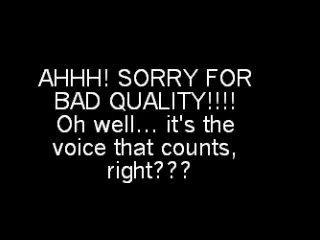 AHHH! SORRY FOR
BAD QUALITY!!!!
Oh well... it's the
voice that counts,
right???